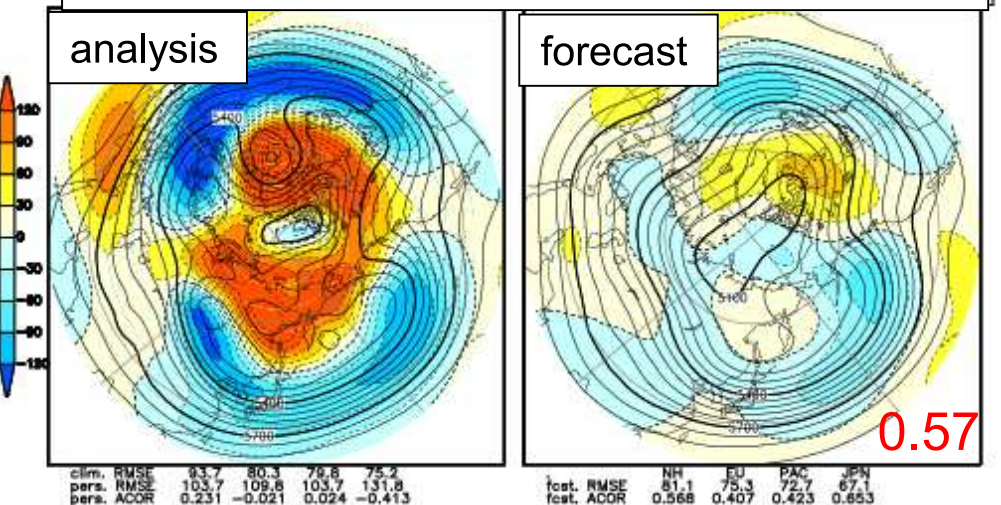 analysis
forecast
120
90
60
30
0
-30
-60
-90
-120
5400
5400
5700
5100
5400
5700
0.57
clim. RMSE 93.7 80.3 79.8 75.2
pers. RMSE 103.7 109.8 103.7 131.8
pers. ACOR 0.231 -0.021 0.024 -0.413
NH EU PAC JPN
fcst. RMSE 81.1 75.3 72.7 67.1
fcst. ACOR 0.568 0.407 0.423 0.653